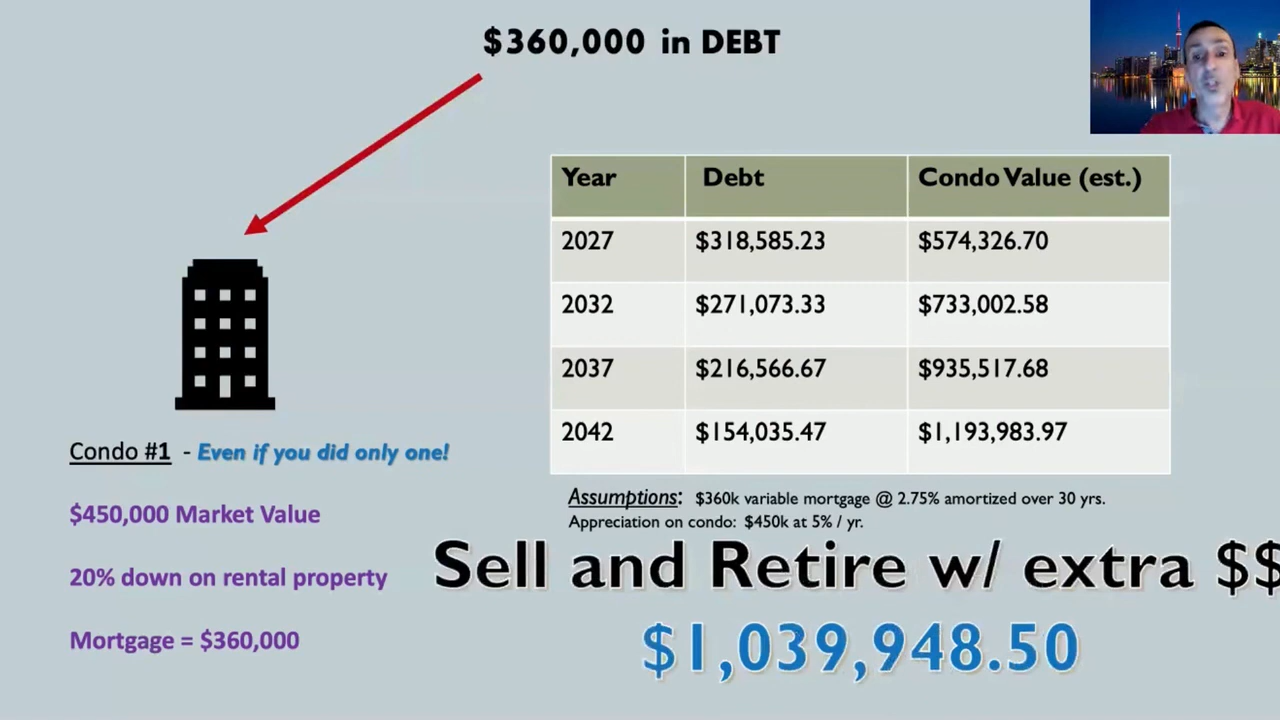 $360,000 in DEBT
Year Debt Condo Value (est.)
2027 $318,585.23 $574,326.70
2032 $271,073.33 $733,002.58
2037 $216,566.67 $935,517.68
2042 $154,035.47 $1,193,983.97
Condo #1 - Even if you did only one!
$450,000 Market Value
20% down on rental property
Mortgage = $360,000
Assumptions: $360k variable mortgage @ 2.75% amortized over 30 yrs.
Appreciation on condo: $450k at 5% / yr.
Sell and Retire w/ extra $$
$1,039,948.50